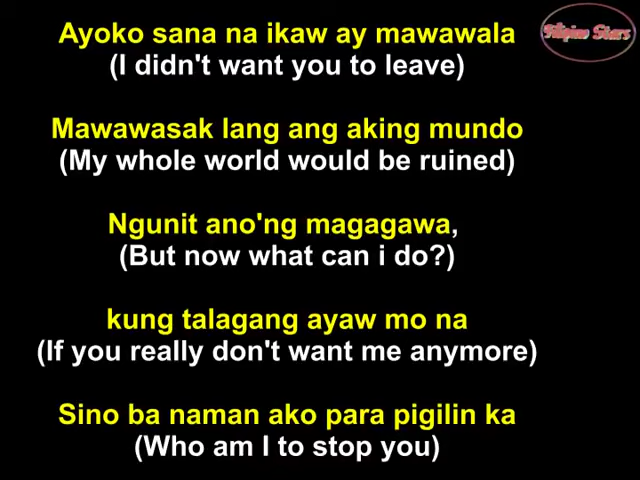 Ayoko sana na ikaw ay mawawala
(I didn't want you to leave)
Mawawasak lang ang aking mundo
(My whole world would be ruined)
Ngunit ano'ng magagawa,
(But now what can i do?)
kung talagang ayaw mo na
(If you really don't want me anymore)
Sino ba naman ako para pigilin ka
(Who am I to stop you)
Filipino Stars